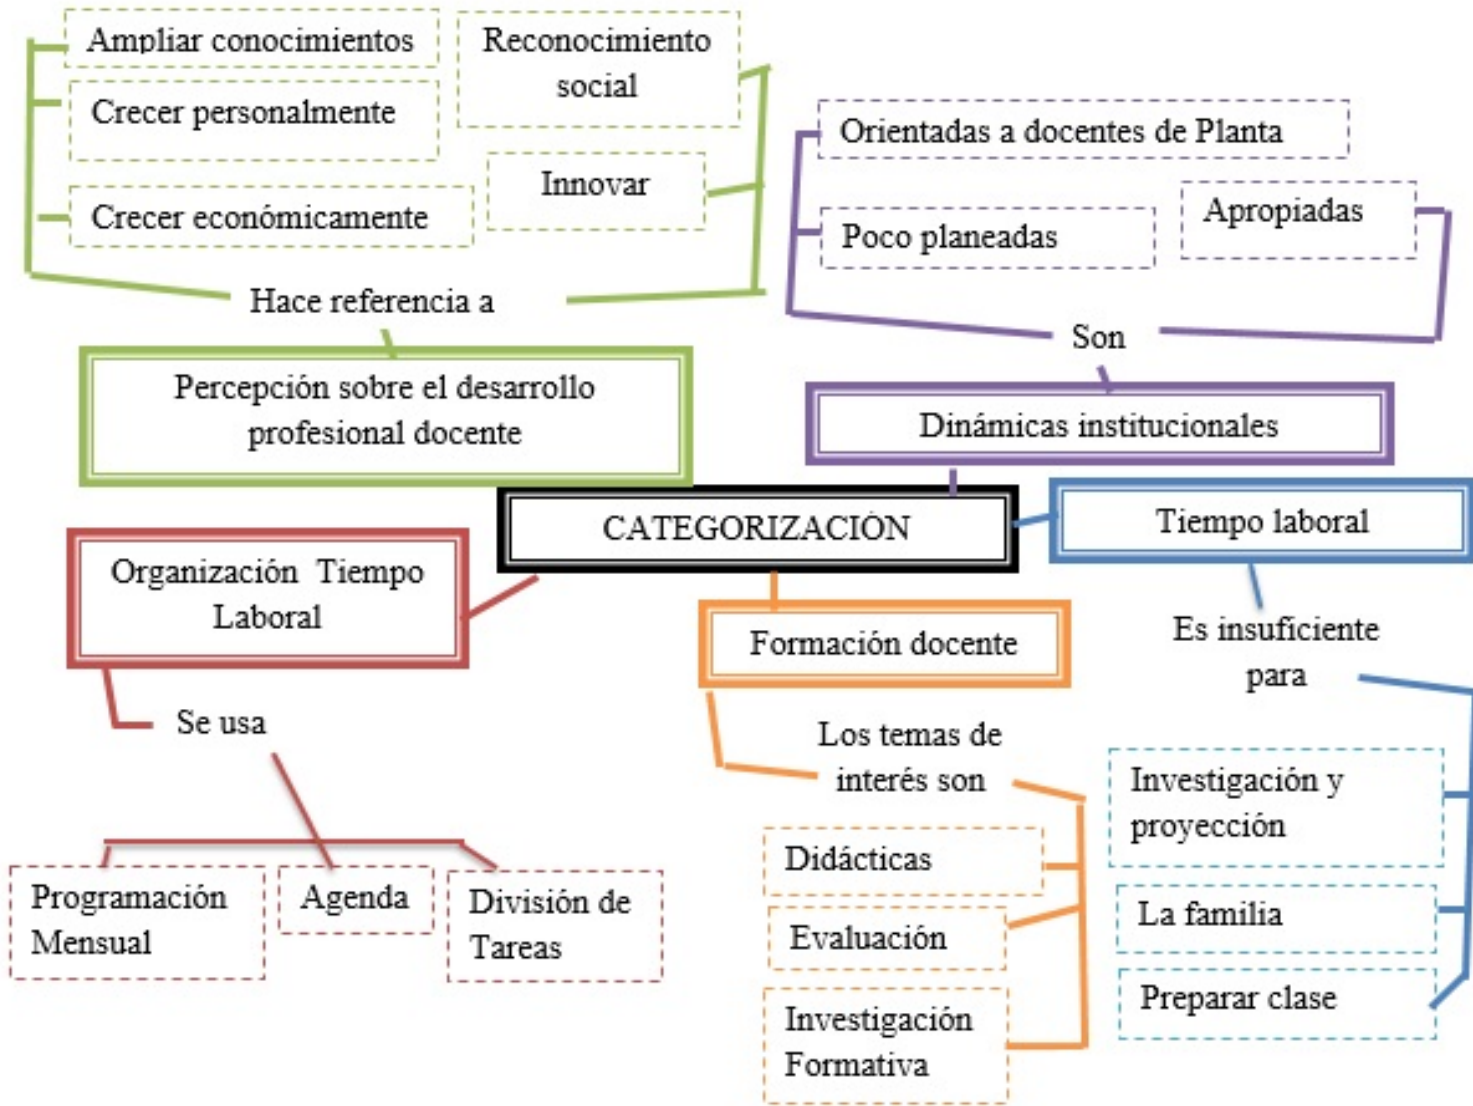 Ampliar conocimientos
Crecer personalmente
Crecer económicamente
Reconocimiento
social
Innovar
Hace referencia a
Percepción sobre el desarrollo
profesional docente
Orientadas a docentes de Planta
Poco planeadas
Apropiadas
Son
Dinámicas institucionales
CATEGORIZACIÓN
Tiempo laboral
Es insuficiente
para
Investigación y
proyección
La familia
Preparar clase
Organización  Tiempo
Laboral
Se usa
Programación
Mensual
Agenda
División de
Tareas
Formación docente
Los temas de
interés son
Didácticas
Evaluación
Investigación
Formativa